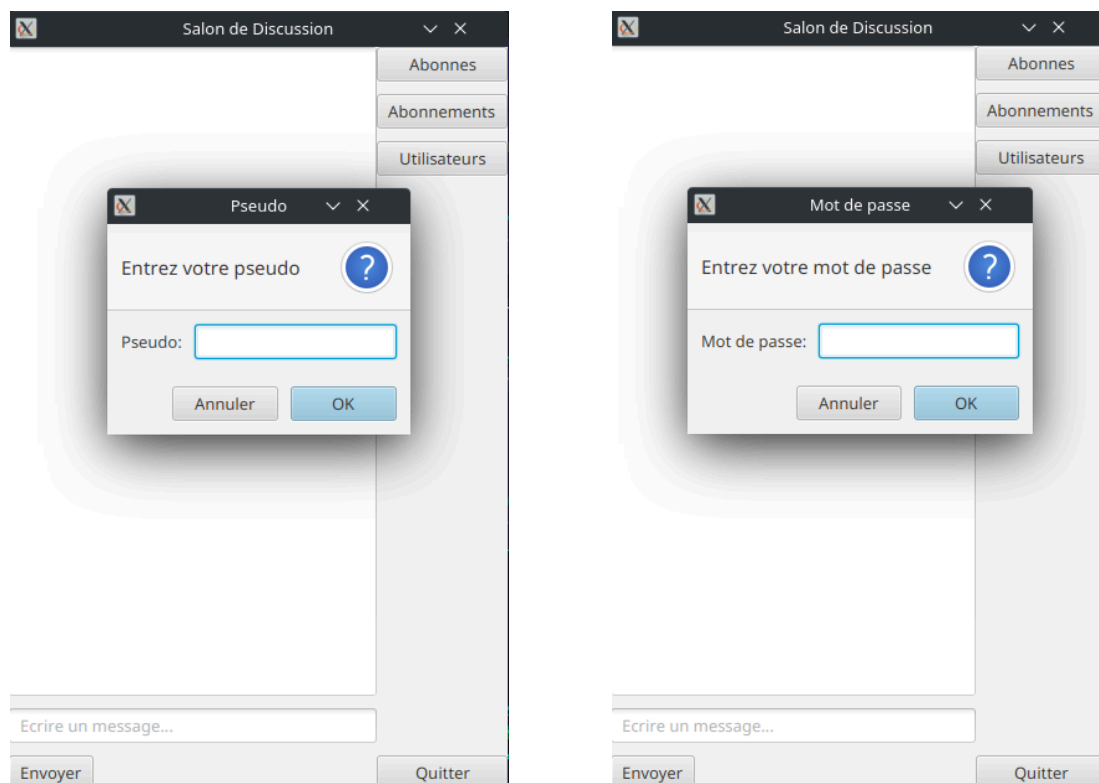 Salon de Discussion
Abonnes
Abonnements
Utilisateurs
Pseudo
Entrez votre pseudo
?
Pseudo:
Annuler
OK
Ecrire un message...
Envoyer
Quitter
Salon de Discussion
Abonnes
Abonnements
Utilisateurs
Mot de passe
Entrez votre mot de passe
?
Mot de passe:
Annuler
OK
Ecrire un message...
Envoyer
Quitter